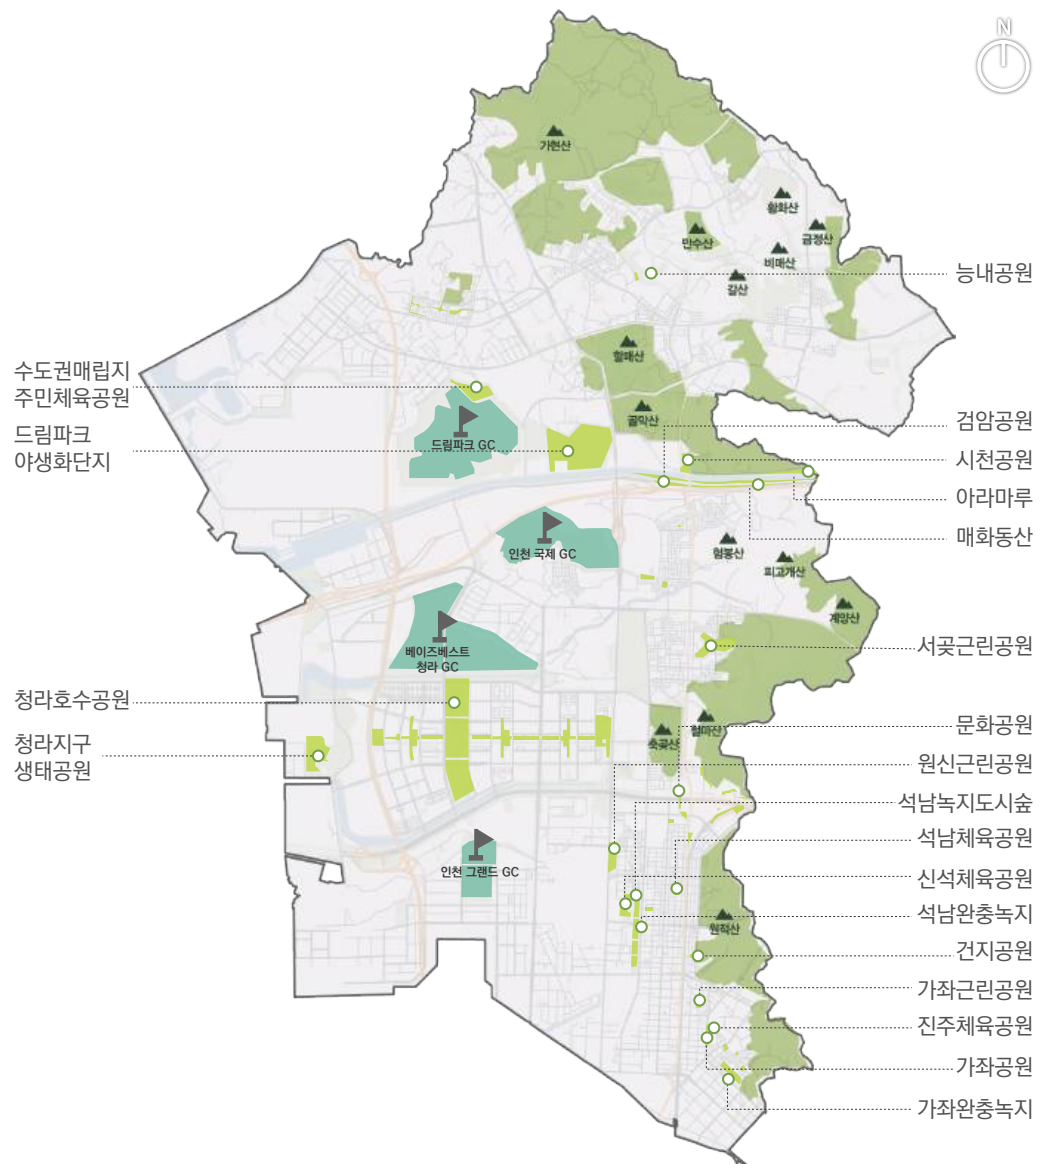 N
가현산
황화산
금정산
만수산
비매산
갈산
능내공원
할매산
수도권매립지
주민체육공원
골막산
드림파크
야생화단지
드림파크 GC
검암공원
시천공원
아라마루
매화동산
인천 국제 GC
험봉산
피고개산
계양산
베이즈베스트
청라 GC
서곶근린공원
청라호수공원
철마산
축곶산
문화공원
청라지구
생태공원
원신근린공원
석남녹지도시숲
석남체육공원
인천 그랜드 GC
신석체육공원
석남완충녹지
원적산
건지공원
가좌근린공원
진주체육공원
가좌공원
가좌완충녹지